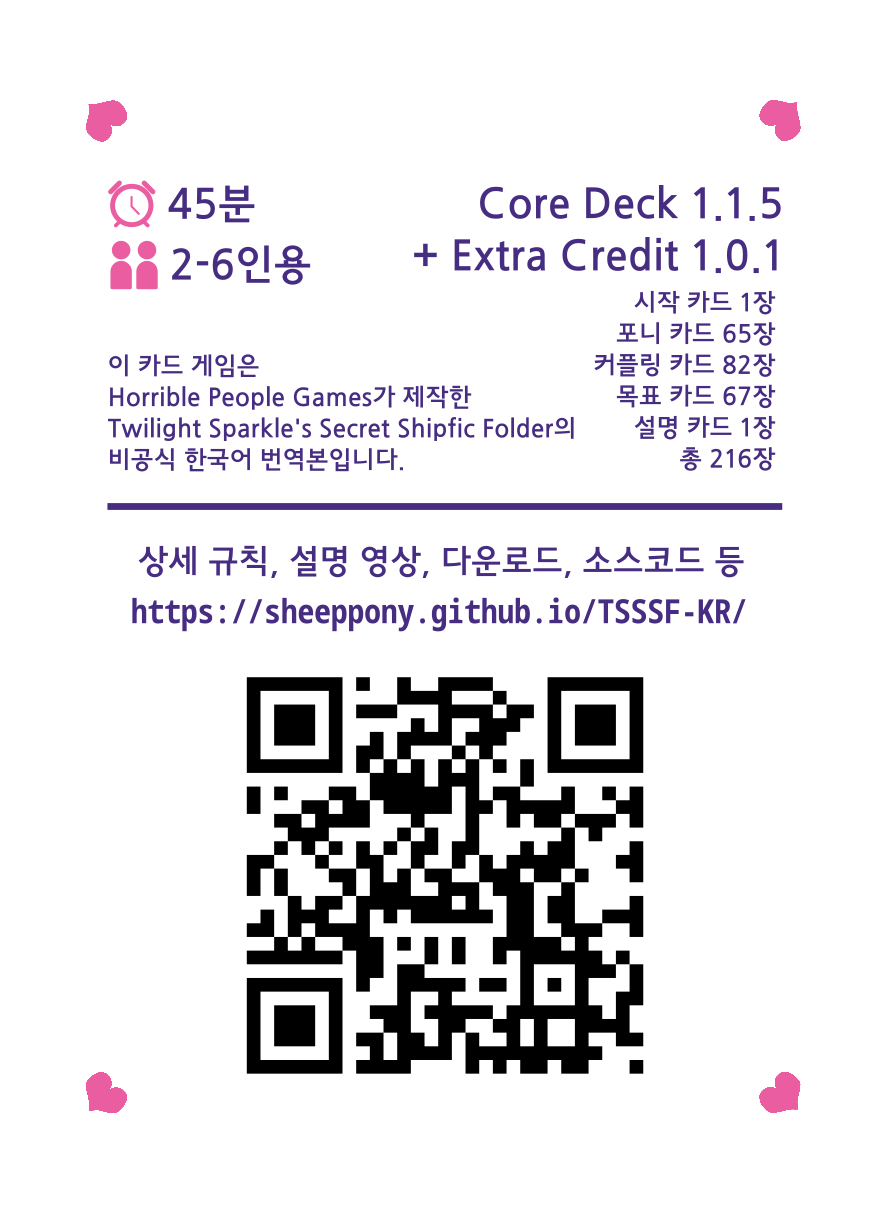 45분
2-6인용
Core Deck 1.1.5
+ Extra Credit 1.0.1
시작 카드 1장
포니 카드 65장
커플링 카드 82장
목표 카드 67장
설명 카드 1장
총 216장
이 카드 게임은
Horrible People Games가 제작한
Twilight Sparkle's Secret Shipfic Folder의
비공식 한국어 번역본입니다.
상세 규칙, 설명 영상, 다운로드, 소스코드 등
https://sheeppony.github.io/TSSSF-KR/